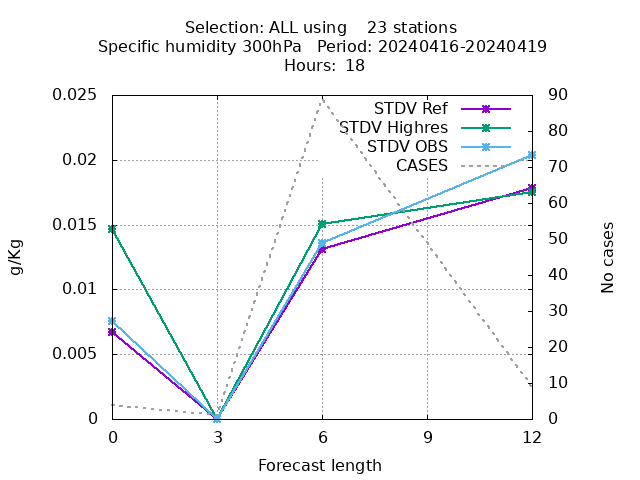 Selection: ALL using    23 stations
Specific humidity 300hPa   Period: 20240416-20240419
Hours: 18
STDV Ref
STDV Highres
STDV OBS
CASES
0.025
0.02
0.015
0.01
0.005
0
90
80
70
60
50
40
30
20
10
0
g/Kg
No cases
0 3 6 9 12
Forecast length